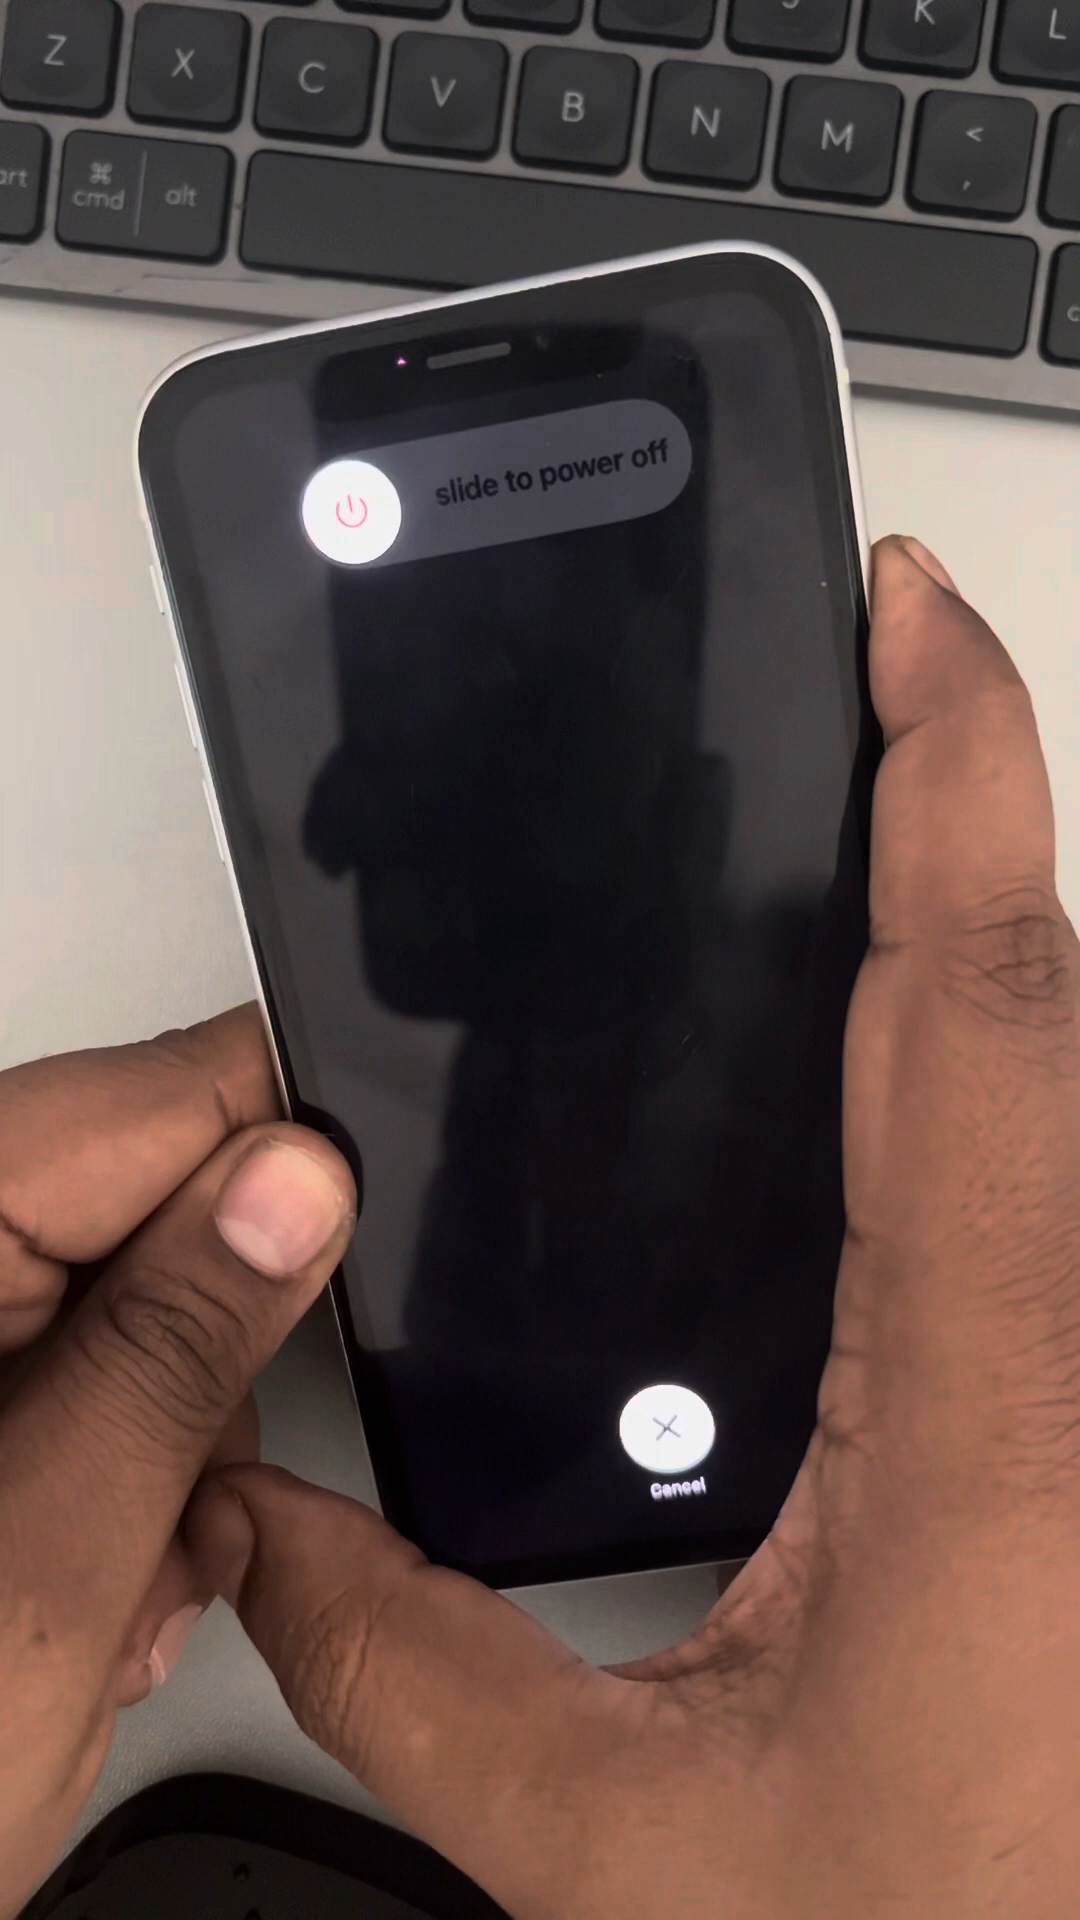 K L
Z X C V B N M <
,
⌘
cmd alt
slide to power off
Cancel